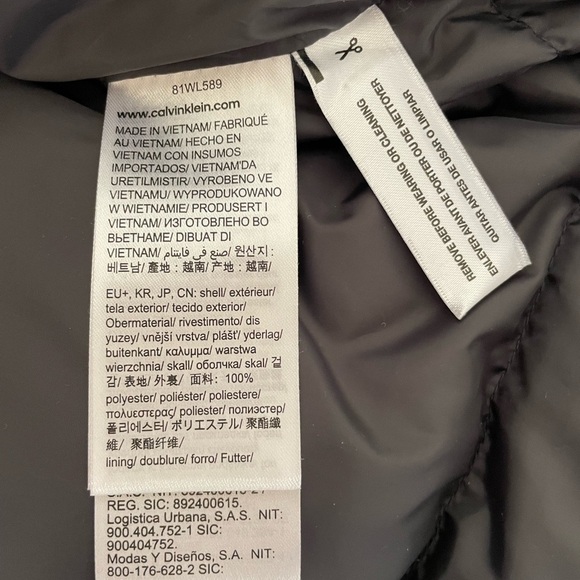 81WL589
www.calvinklein.com
MADE IN VIETNAM/ FABRIQUÉ
AU VIETNAM/ HECHO EN
VIETNAM CON INSUMOS
IMPORTADOS/ VIETNAM'DA
URETILMISTIR/ VYROBENO VE
VIETNAMU/ WYPRODUKOWANO
W WIETNAMIE/ PRODUSERT I
VIETNAM/ ИЗГОТОВЛЕНО ВО
ВЬЕТНАМЕ/ DIBUAT DI
VIETNAM/ صنع في فايتنام/ 원산지 :
베트남/ 產地 : 越南/ 产地 : 越南/
EU+, KR, JP, CN: shell/ extérieur/
tela exterior/ tecido exterior/
Obermaterial/ rivestimento/ dis
yuzey/ vnější vrstva/ plášť/ yderlag/
buitenkant/ καλυμμα/ warstwa
wierzchnia/ skall/ оболочка/ skal/ 겉
감/ 表地/ 外裹/ 面料: 100%
polyester/ poliéster/ poliestere/
πολυεστερας/ poliester/ полиэстер/
폴리에스터/ ポリエステル/ 聚酯纖
維/ 聚酯纤维/
lining/ doublure/ forro/ Futter/
REG. SIC: 892400615.
Logística Urbana, S.A.S. NIT:
900.404.752-1 SIC:
900404752.
Modas Y Diseños, S.A. NIT:
800-176-628-2 SIC:
REMOVE BEFORE WEARING OR CLEANING
ENLEVER AVANT DE PORTER OU DE NETTOYER
QUITAR ANTES DE USAR O LIMPIAR